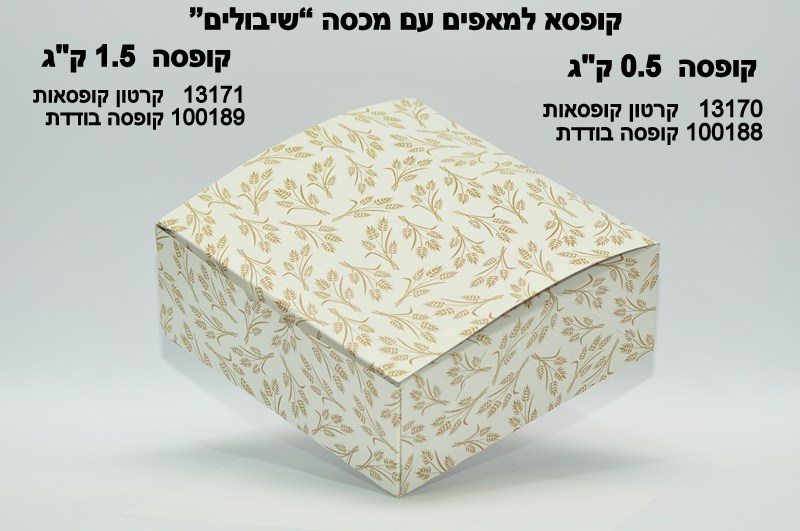 קופסא למאפים עם מכסה “שיבולים”
קופסה 0.5 ק"ג
13170 קרטון קופסאות
100188 קופסה בודדת
קופסה 1.5 ק"ג
13171 קרטון קופסאות
100189 קופסה בודדת